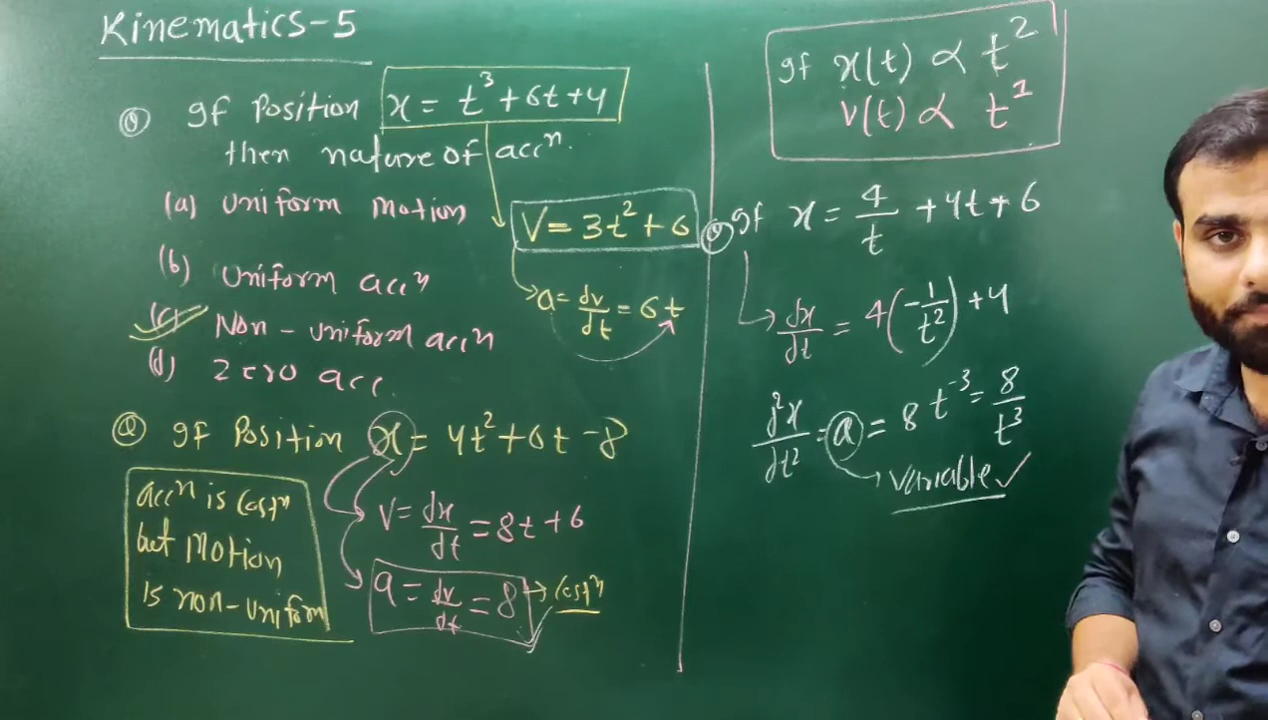 Kinematics-5
Q If Position x = t³+6t+4
then nature of accⁿ.
(a) Uniform Motion
(b) Uniform accⁿ
(c) Non-Uniform accⁿ
(d) Zero acc.
V = 3t²+6
a = dv/dt = 6t
Q If Position x = 4t²+6t-8
V = dx/dt = 8t+6
a = dv/dt = 8 → Costⁿ
accⁿ is Costⁿ
but Motion
is non-Uniform
If x(t) ∝ t²
v(t) ∝ t¹
Q If x = 4/t + 4t + 6
dx/dt = 4(-1/t²)+4
d²x/dt² = a = 8 t⁻³ = 8/t³
→ Variable ✓